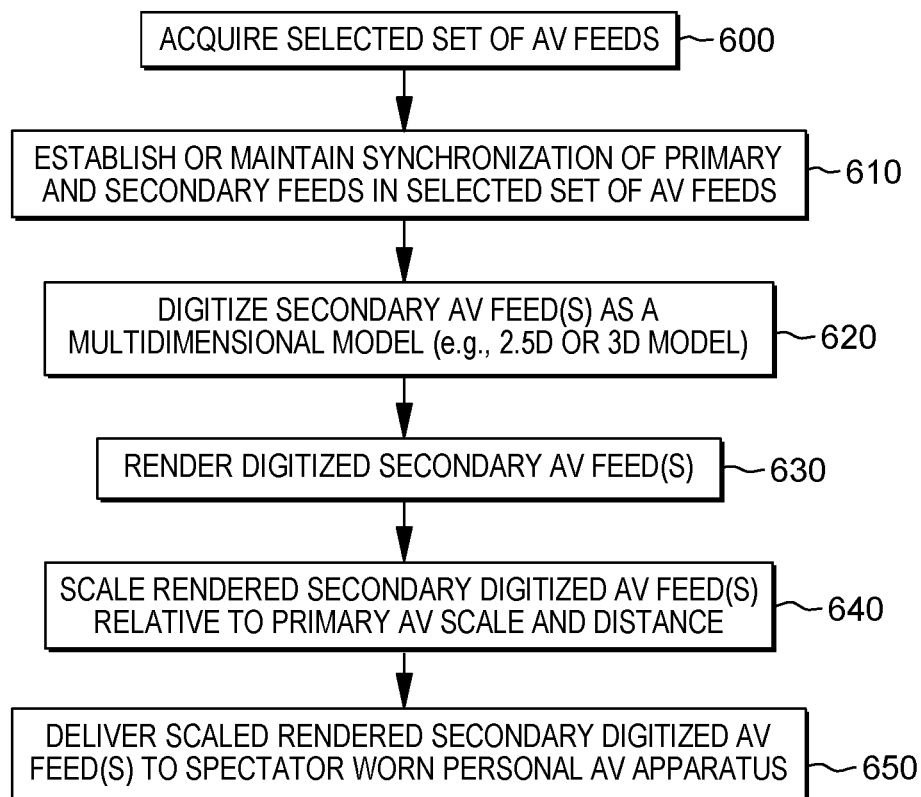 ACQUIRE SELECTED SET OF AV FEEDS
600
ESTABLISH OR MAINTAIN SYNCHRONIZATION OF PRIMARY
AND SECONDARY FEEDS IN SELECTED SET OF AV FEEDS
610
DIGITIZE SECONDARY AV FEED(S) AS A
MULTIDIMENSIONAL MODEL (e.g., 2.5D OR 3D MODEL)
620
RENDER DIGITIZED SECONDARY AV FEED(S)
630
SCALE RENDERED SECONDARY DIGITIZED AV FEED(S)
RELATIVE TO PRIMARY AV SCALE AND DISTANCE
640
DELIVER SCALED RENDERED SECONDARY DIGITIZED AV
FEED(S) TO SPECTATOR WORN PERSONAL AV APPARATUS
650